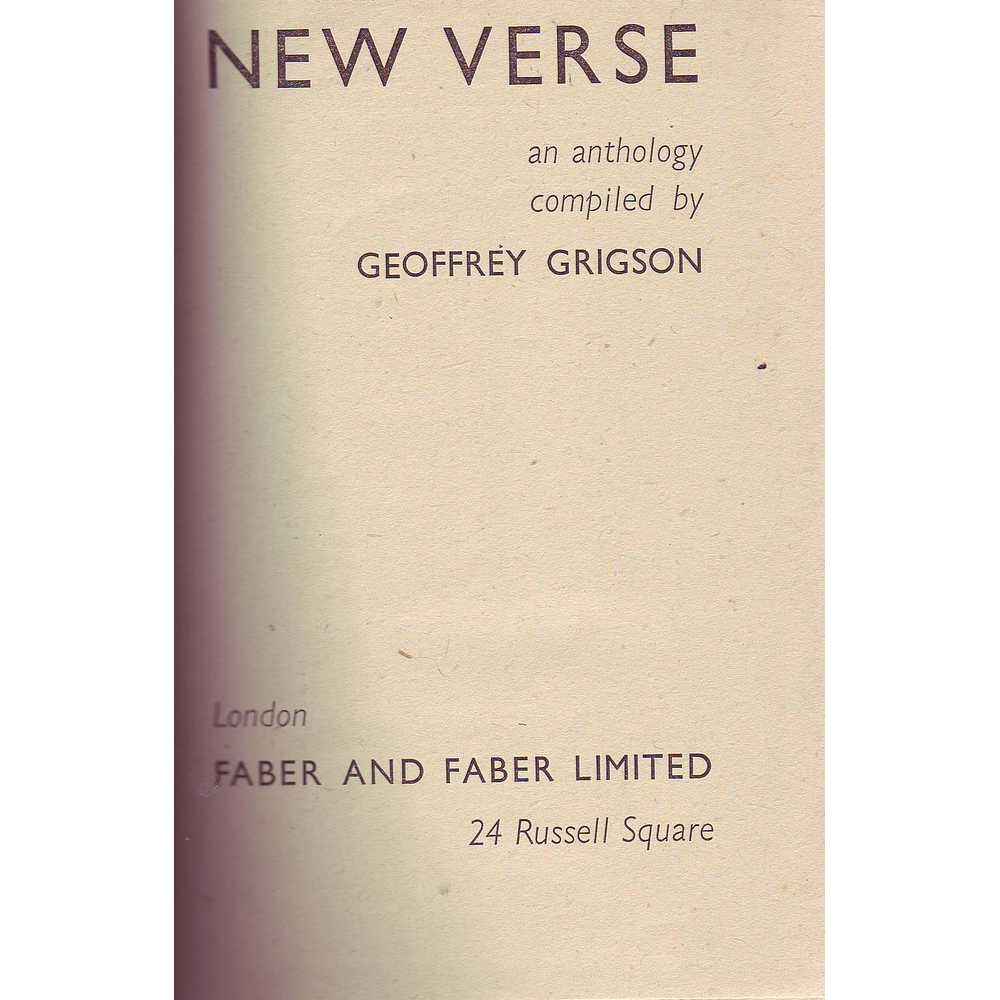 NEW VERSE
an anthology
compiled by
GEOFFREY GRIGSON
London
FABER AND FABER LIMITED
24 Russell Square